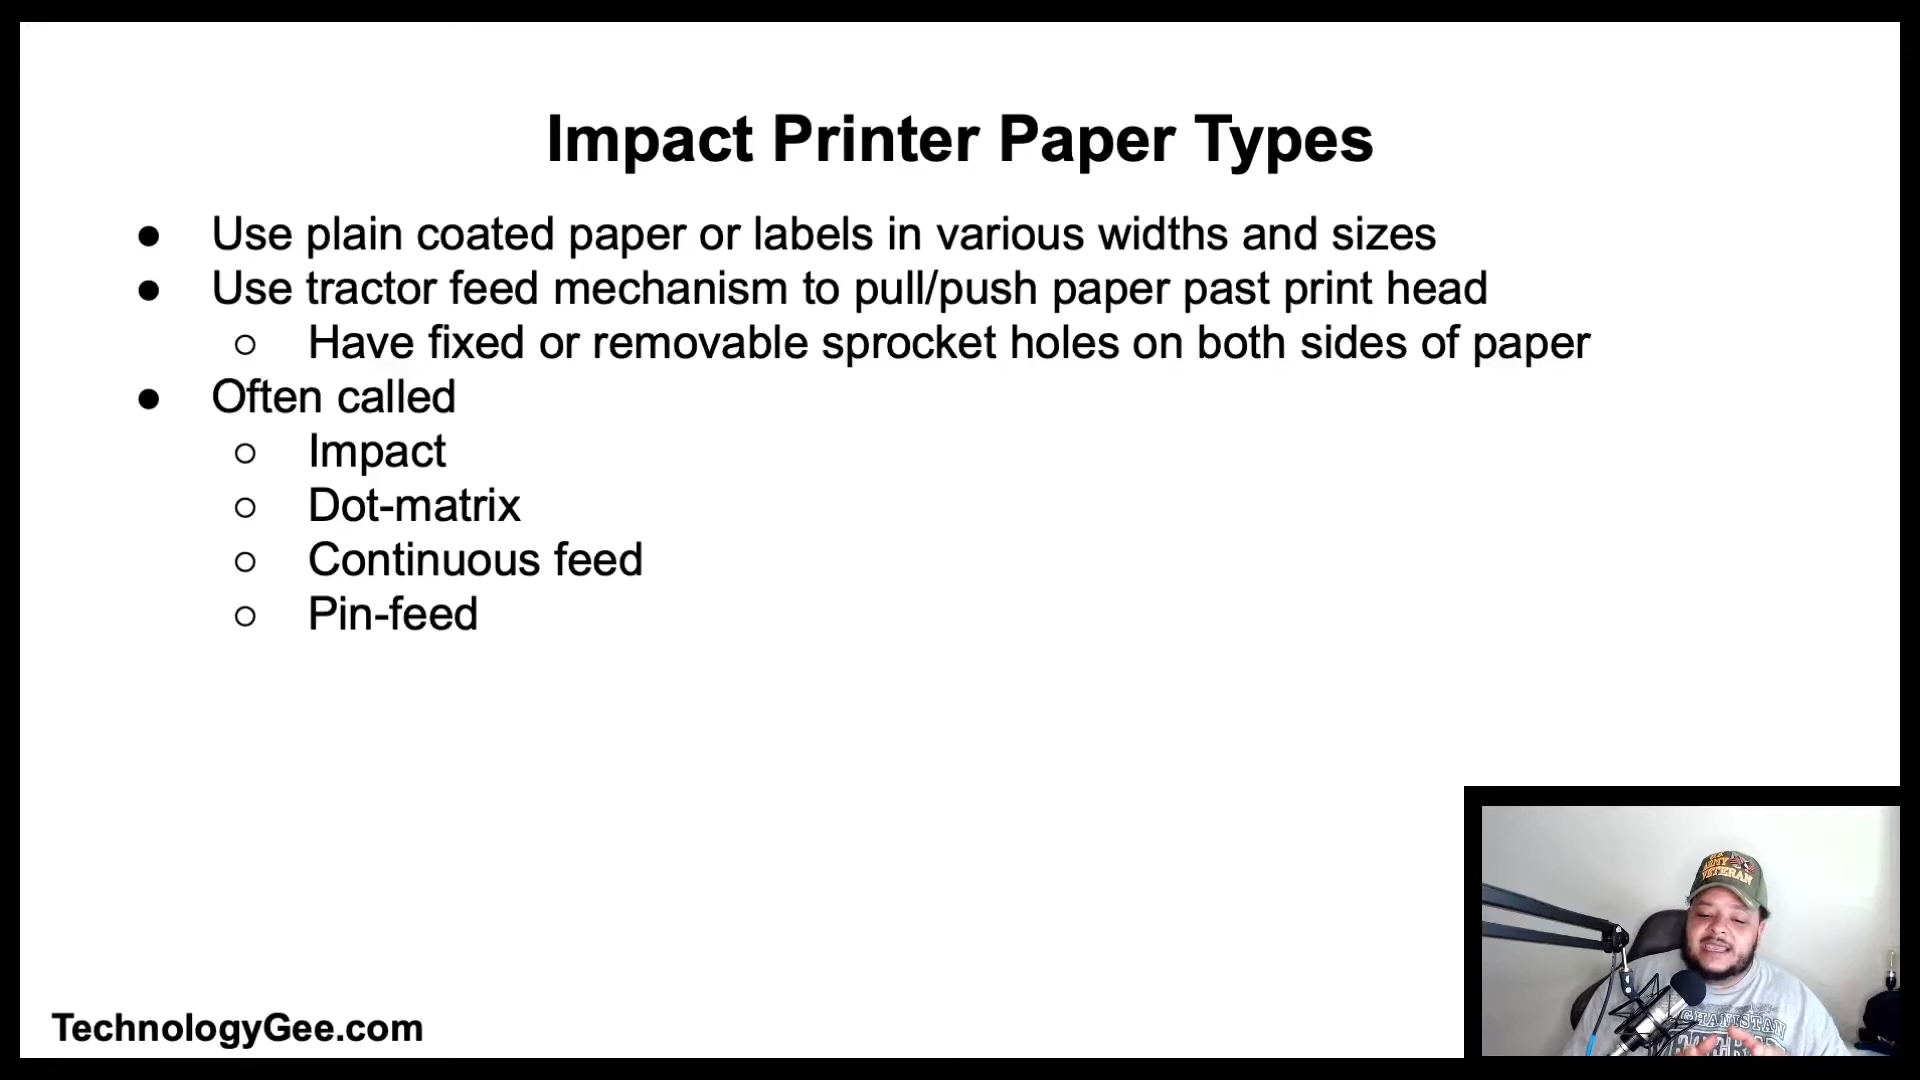 Impact Printer Paper Types
● Use plain coated paper or labels in various widths and sizes
● Use tractor feed mechanism to pull/push paper past print head
○ Have fixed or removable sprocket holes on both sides of paper
● Often called
○ Impact
○ Dot-matrix
○ Continuous feed
○ Pin-feed
ARMY
VETERAN
TechnologyGee.com